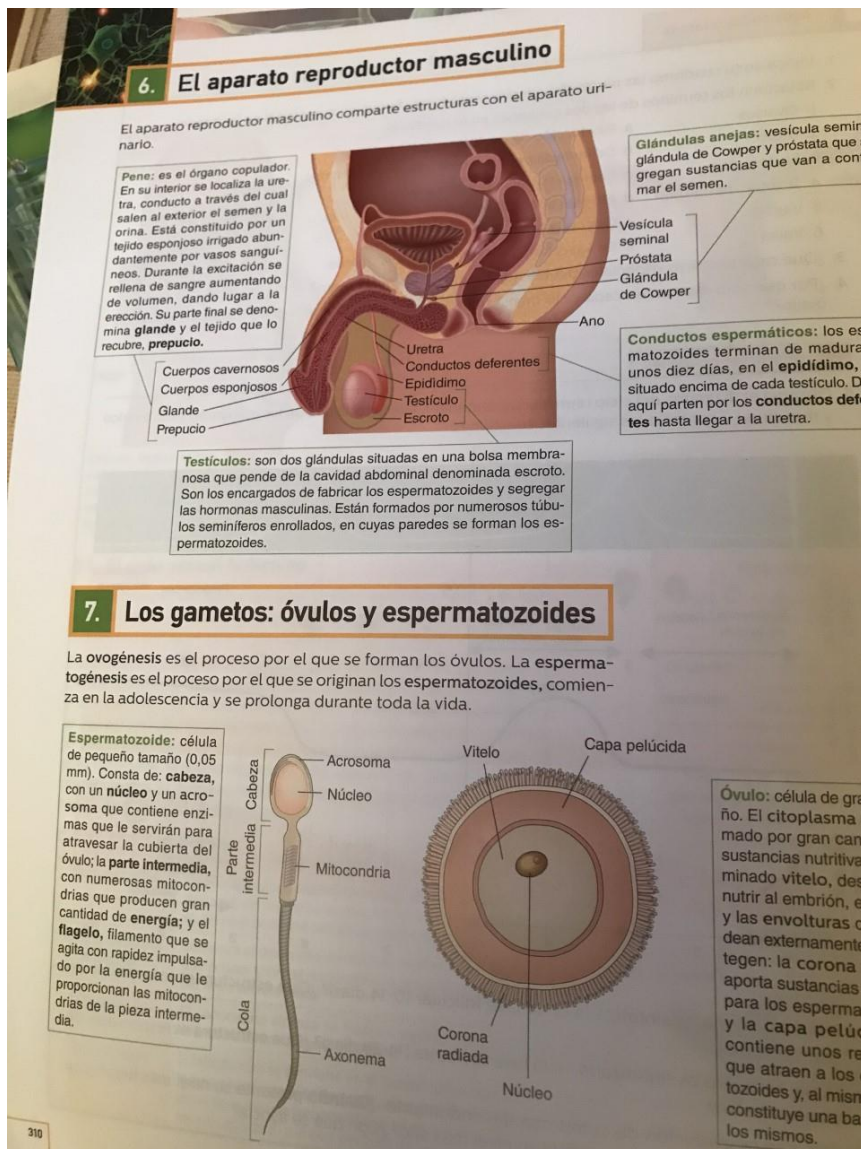 6. El aparato reproductor masculino
El aparato reproductor masculino comparte estructuras con el aparato uri-
nario.
Pene: es el órgano copulador.
En su interior se localiza la ure-
tra, conducto a través del cual
salen al exterior el semen y la
orina. Está constituido por un
tejido esponjoso irrigado abun-
dantemente por vasos sanguí-
neos. Durante la excitación se
rellena de sangre aumentando
de volumen, dando lugar a la
erección. Su parte final se deno-
mina glande y el tejido que lo
recubre, prepucio.
Glándulas anejas: vesícula semin
glándula de Cowper y próstata que
gregan sustancias que van a con
mar el semen.
Vesícula
seminal
Próstata
Glándula
de Cowper
Ano
Conductos espermáticos: los es
matozoides terminan de madura
unos diez días, en el epidídimo,
situado encima de cada testículo. D
aquí parten por los conductos defe
tes hasta llegar a la uretra.
Cuerpos cavernosos
Cuerpos esponjosos
Glande
Prepucio
Uretra
Conductos deferentes
Epidìdimo
Testículo
Escroto
Testículos: son dos glándulas situadas en una bolsa membra-
nosa que pende de la cavidad abdominal denominada escroto.
Son los encargados de fabricar los espermatozoides y segregar
las hormonas masculinas. Están formados por numerosos túbu-
los seminíferos enrollados, en cuyas paredes se forman los es-
permatozoides.
7. Los gametos: óvulos y espermatozoides
La ovogénesis es el proceso por el que se forman los óvulos. La esperma-
togénesis es el proceso por el que se originan los espermatozoides, comien-
za en la adolescencia y se prolonga durante toda la vida.
Espermatozoide: célula
de pequeño tamaño (0,05
mm). Consta de: cabeza,
con un núcleo y un acro-
soma que contiene enzi-
mas que le servirán para
atravesar la cubierta del
óvulo; la parte intermedia,
con numerosas mitocon-
drias que producen gran
cantidad de energía; y el
flagelo, filamento que se
agita con rapidez impulsa-
do por la energía que le
proporcionan las mitocon-
drias de la pieza interme-
dia.
Cabeza
Parte
intermedia
Cola
Acrosoma
Núcleo
Mitocondria
Axonema
Vitelo
Capa pelúcida
Corona
radiada
Núcleo
Óvulo: célula de gra
ño. El citoplasma
mado por gran can
sustancias nutritiva
minado vitelo, des
nutrir al embrión, e
y las envolturas
dean externamente
tegen: la corona
aporta sustancias
para los esperma
y la capa pelúc
contiene unos re
que atraen a los
tozoides y, al mism
constituye una ba
los mismos.
310